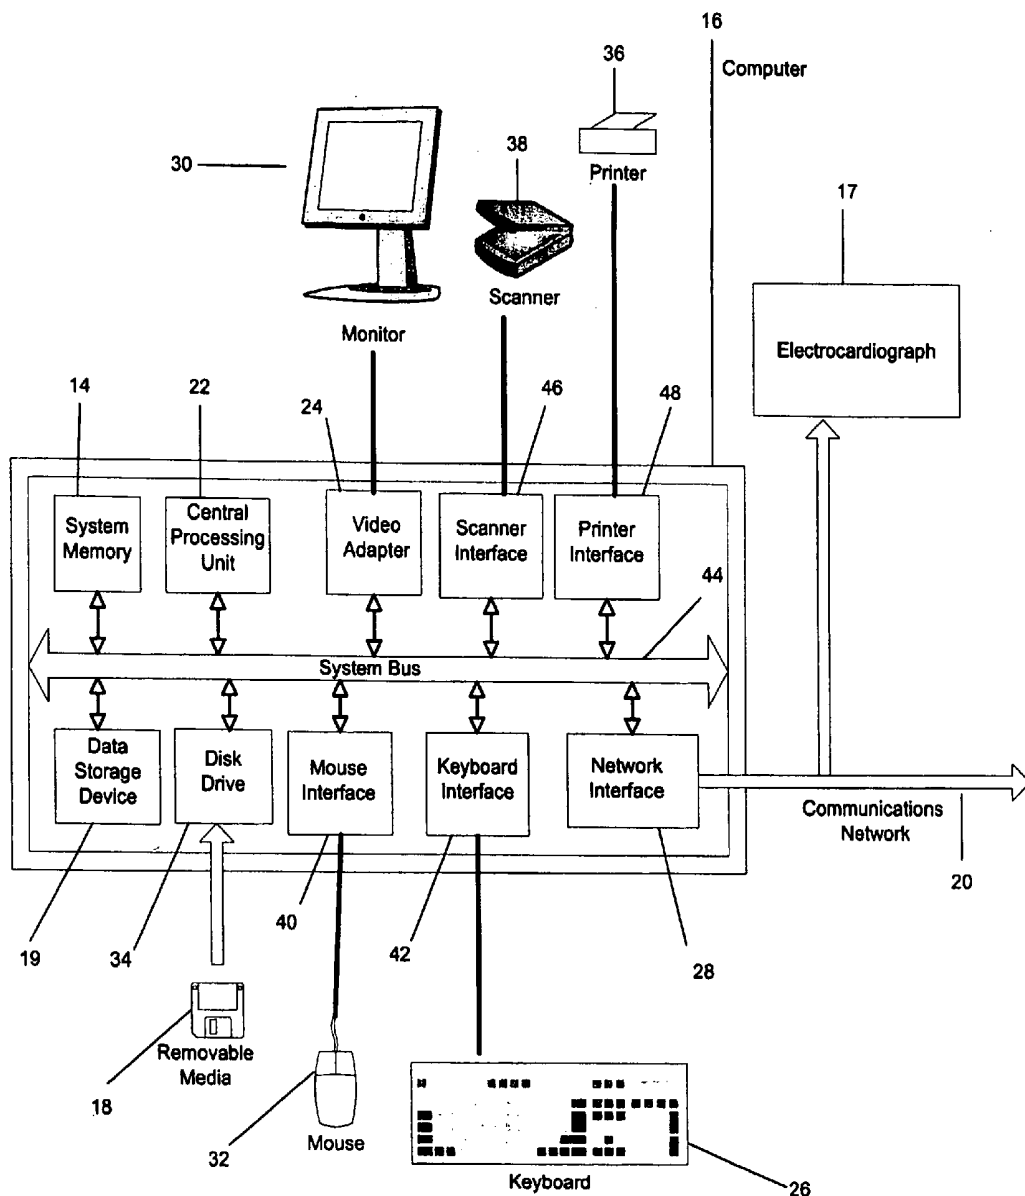 16
Computer
36
Printer
38
Scanner
30
Monitor
17
Electrocardiograph
14
22
24
46
48
System
Memory
Central
Processing
Unit
Video
Adapter
Scanner
Interface
Printer
Interface
44
System Bus
Data
Storage
Device
Disk
Drive
Mouse
Interface
Keyboard
Interface
Network
Interface
Communications
Network
20
19
34
40
42
28
18
Removable
Media
32
Mouse
Keyboard
26